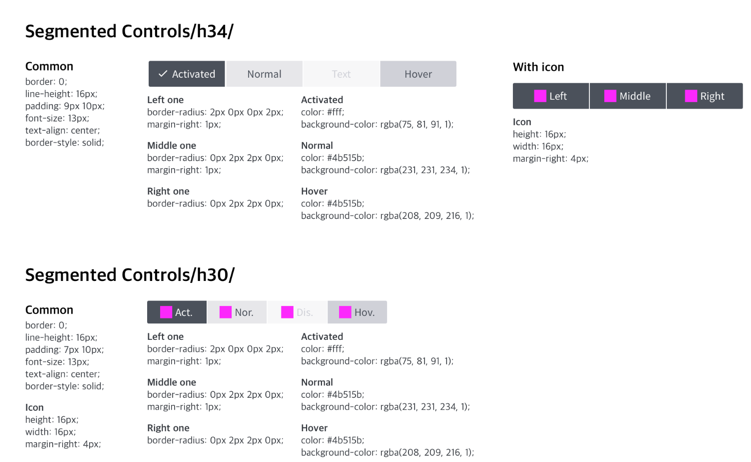 Segmented Controls/h34/
Common
border: 0;
line-height: 16px;
padding: 9px 10px;
font-size: 13px;
text-align: center;
border-style: solid;
Activated
Normal
Text
Hover
Left one
border-radius: 2px 0px 0px 2px;
margin-right: 1px;
Middle one
border-radius: 0px 2px 2px 0px;
margin-right: 1px;
Right one
border-radius: 0px 2px 2px 0px;
Activated
color: #fff;
background-color: rgba(75, 81, 91, 1);
Normal
color: #4b515b;
background-color: rgba(231, 231, 234, 1);
Hover
color: #4b515b;
background-color: rgba(208, 209, 216, 1);
With icon
Left
Middle
Right
Icon
height: 16px;
width: 16px;
margin-right: 4px;
Segmented Controls/h30/
Common
border: 0;
line-height: 16px;
padding: 7px 10px;
font-size: 13px;
text-align: center;
border-style: solid;
Icon
height: 16px;
width: 16px;
margin-right: 4px;
Act.
Nor.
Dis.
Hov.
Left one
border-radius: 2px 0px 0px 2px;
margin-right: 1px;
Middle one
border-radius: 0px 2px 2px 0px;
margin-right: 1px;
Right one
border-radius: 0px 2px 2px 0px;
Activated
color: #fff;
background-color: rgba(75, 81, 91, 1);
Normal
color: #4b515b;
background-color: rgba(231, 231, 234, 1);
Hover
color: #4b515b;
background-color: rgba(208, 209, 216, 1);